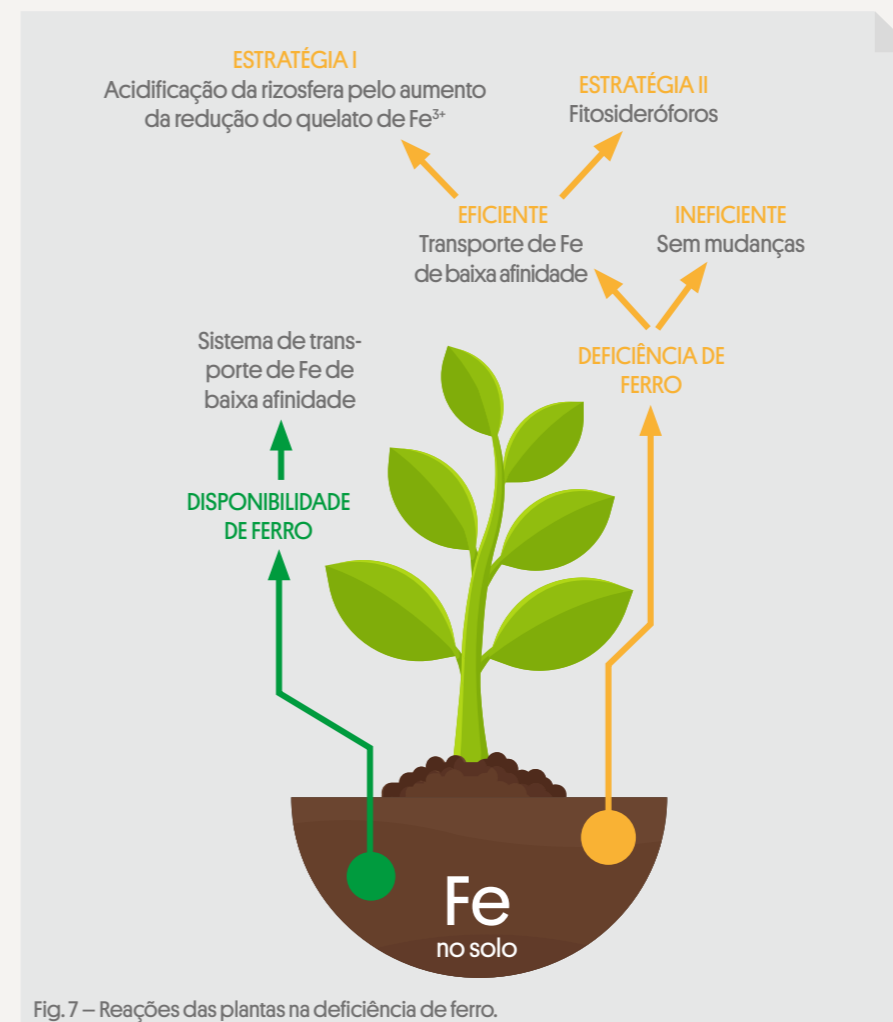 ESTRATÉGIA I
Acidificação da rizosfera pelo aumento
da redução do quelato de Fe³⁺
ESTRATÉGIA II
Fitosideróforos
EFICIENTE
Transporte de Fe
de baixa afinidade
INEFICIENTE
Sem mudanças
Sistema de trans-
porte de Fe de
baixa afinidade
DEFICIÊNCIA DE
FERRO
DISPONIBILIDADE
DE FERRO
Fe
no solo
Fig. 7 – Reações das plantas na deficiência de ferro.